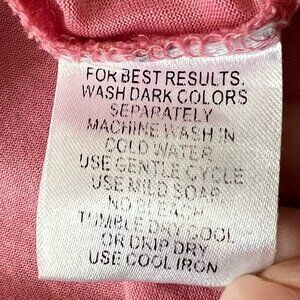 FOR BEST RESULTS.
WASH DARK COLORS
SEPARATELY
MACHINE WASH IN
COLD WATER
USE GENTLE CYCLE
USE MILD SOAP
NO BLEACH
TUMBLE DRY COOL
OR DRIP DRY
USE COOL IRON